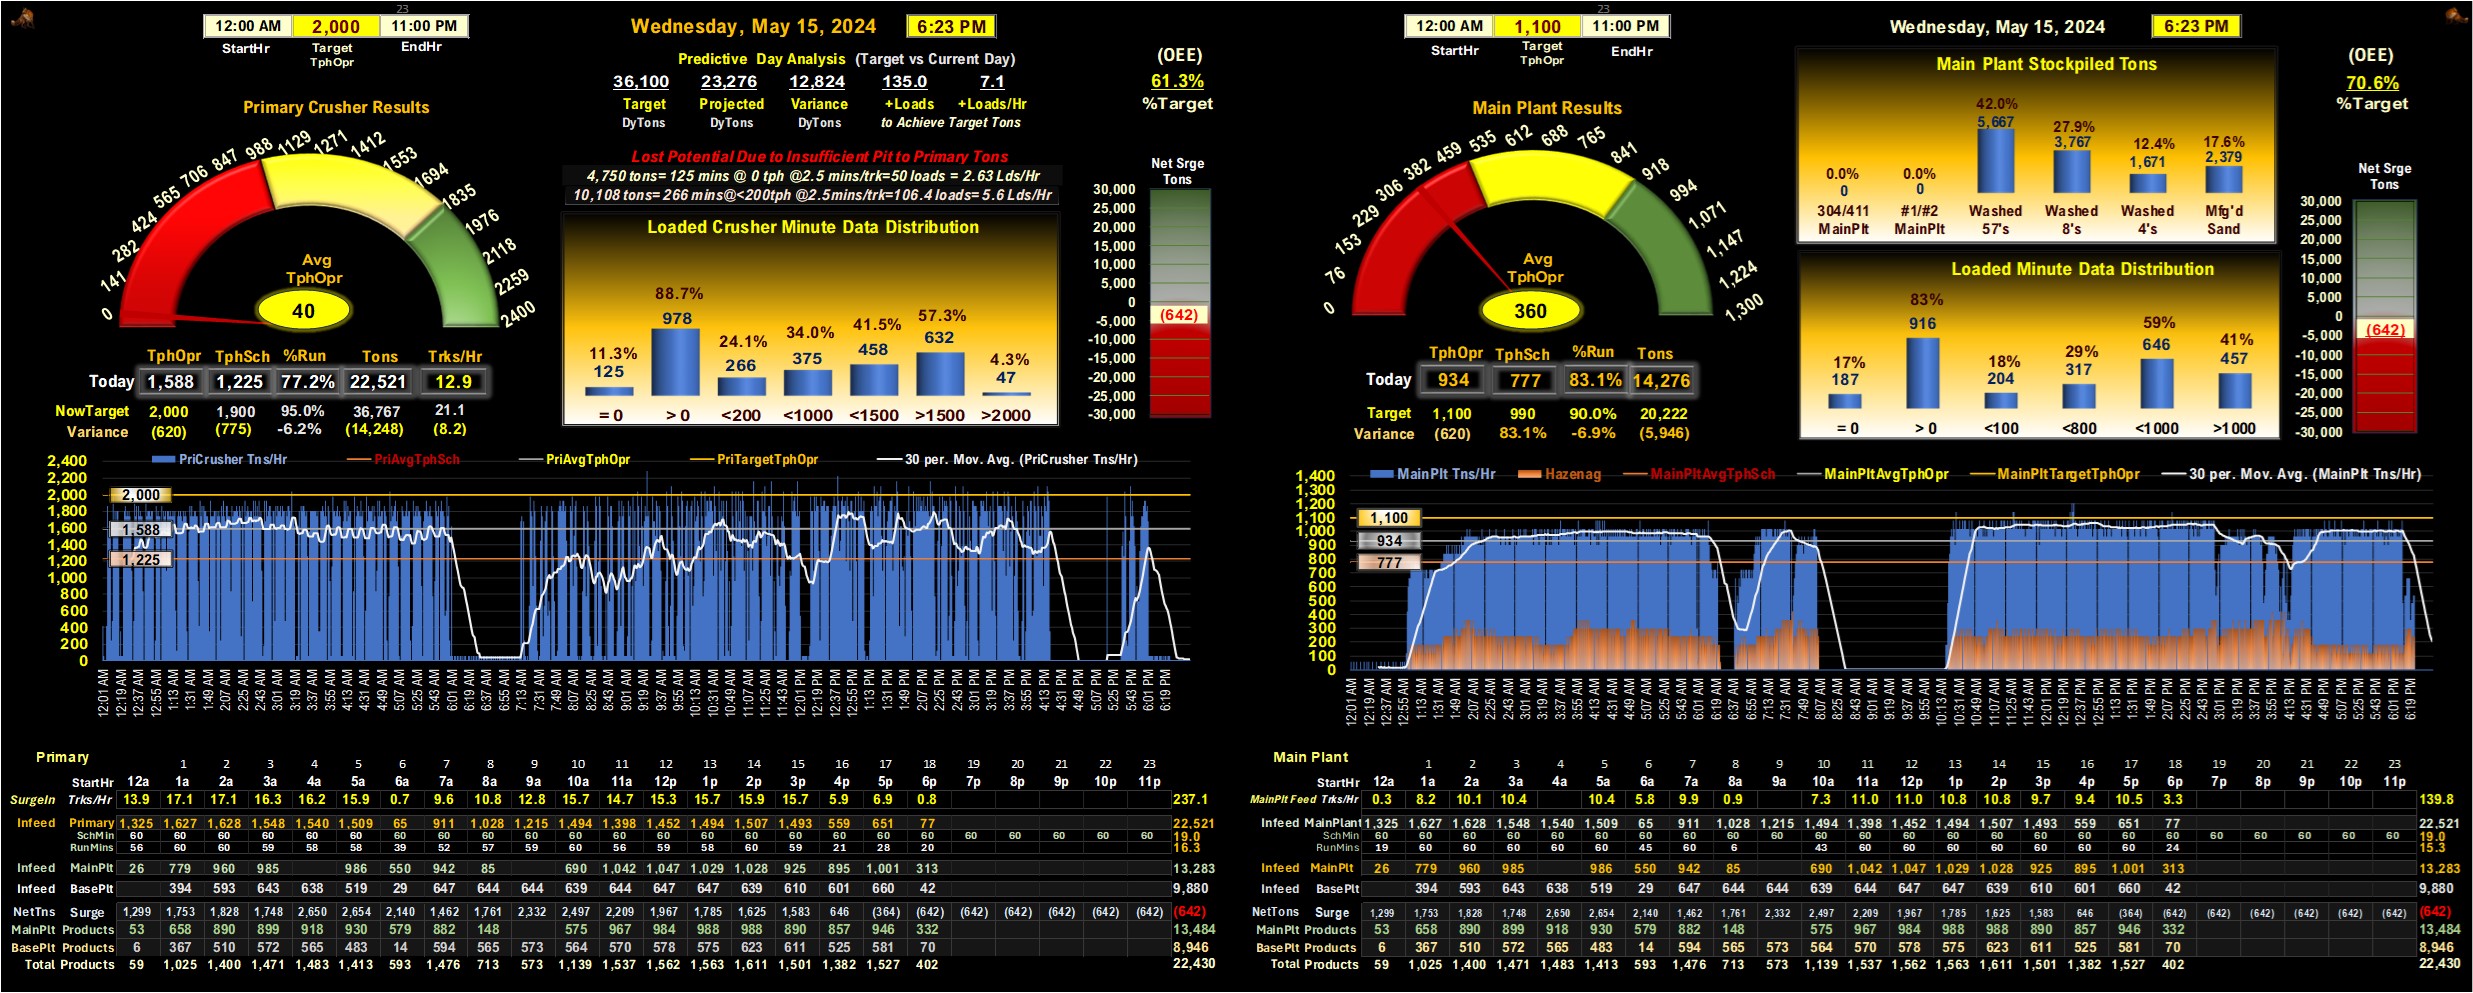 23
12:00 AM 2,000 11:00 PM
StartHr Target TphOpr EndHr
Wednesday, May 15, 2024 6:23 PM
Predictive Day Analysis (Target vs Current Day)
36,100 23,276 12,824 135.0 7.1
Target Projected Variance +Loads +Loads/Hr
DyTons DyTons DyTons to Achieve Target Tons
(OEE)
61.3%
%Target
Primary Crusher Results
0 141 282 424 565 706 847 988 1129 1271 1412 1553 1694 1835 1976 2118 2259 2400
Avg
TphOpr
40
Lost Potential Due to Insufficient Pit to Primary Tons
4,750 tons= 125 mins @ 0 tph @2.5 mins/trk=50 loads = 2.63 Lds/Hr
10,108 tons= 266 mins@<200tph @2.5mins/trk=106.4 loads= 5.6 Lds/Hr
Loaded Crusher Minute Data Distribution
11.3% 88.7% 24.1% 34.0% 41.5% 57.3% 4.3%
125 978 266 375 458 632 47
= 0 > 0 <200 <1000 <1500 >1500 >2000
Net Srge
Tons
30,000
25,000
20,000
15,000
10,000
5,000
0
-5,000
-10,000
-15,000
-20,000
-25,000
-30,000
(642)
TphOpr TphSch %Run Tons Trks/Hr
Today 1,588 1,225 77.2% 22,521 12.9
NowTarget 2,000 1,900 95.0% 36,767 21.1
Variance (620) (775) -6.2% (14,248) (8.2)
PriCrusher Tns/Hr PriAvgTphSch PriAvgTphOpr PriTargetTphOpr 30 per. Mov. Avg. (PriCrusher Tns/Hr)
2,400
2,200
2,000
1,800
1,600
1,400
1,200
1,000
800
600
400
200
0
2,000
1,588
1,225
12:01 AM 12:19 AM 12:37 AM 12:55 AM 1:13 AM 1:31 AM 1:49 AM 2:07 AM 2:25 AM 2:43 AM 3:01 AM 3:19 AM 3:37 AM 3:55 AM 4:13 AM 4:31 AM 4:49 AM 5:07 AM 5:25 AM 5:43 AM 6:01 AM 6:19 AM 6:37 AM 6:55 AM 7:13 AM 7:31 AM 7:49 AM 8:07 AM 8:25 AM 8:43 AM 9:01 AM 9:19 AM 9:37 AM 9:55 AM 10:13 AM 10:31 AM 10:49 AM 11:07 AM 11:25 AM 11:43 AM 12:01 PM 12:19 PM 12:37 PM 12:55 PM 1:13 PM 1:31 PM 1:49 PM 2:07 PM 2:25 PM 2:43 PM 3:01 PM 3:19 PM 3:37 PM 3:55 PM 4:13 PM 4:31 PM 4:49 PM 5:07 PM 5:25 PM 5:43 PM 6:01 PM 6:19 PM
Primary
1 2 3 4 5 6 7 8 9 10 11 12 13 14 15 16 17 18 19 20 21 22 23
StartHr 12a 1a 2a 3a 4a 5a 6a 7a 8a 9a 10a 11a 12p 1p 2p 3p 4p 5p 6p 7p 8p 9p 10p 11p
SurgeIn Trks/Hr 13.9 17.1 17.1 16.3 16.2 15.9 0.7 9.6 10.8 12.8 15.7 14.7 15.3 15.7 15.9 15.7 5.9 6.9 0.8 237.1
Infeed Primary 1,325 1,627 1,628 1,548 1,540 1,509 65 911 1,028 1,215 1,494 1,398 1,452 1,494 1,507 1,493 559 651 77 22,521
SchMin 60 60 60 60 60 60 60 60 60 60 60 60 60 60 60 60 60 60 60 60 60 60 60 60 19.0
RunMins 56 60 60 59 58 58 39 52 57 59 60 56 59 58 60 59 21 28 20 16.3
Infeed MainPlt 26 779 960 985 986 550 942 85 690 1,042 1,047 1,029 1,028 925 895 1,001 313 13,283
Infeed BasePlt 394 593 643 638 519 29 647 644 644 639 644 647 647 639 610 601 660 42 9,880
NetTns Surge 1,299 1,753 1,828 1,748 2,650 2,654 2,140 1,462 1,761 2,332 2,497 2,209 1,967 1,785 1,625 1,583 646 (364) (642) (642) (642) (642) (642) (642) (642)
MainPlt Products 53 658 890 899 918 930 579 882 148 575 967 984 988 988 890 857 946 332 13,484
BasePlt Products 6 367 510 572 565 483 14 594 565 573 564 570 578 575 623 611 525 581 70 8,946
Total Products 59 1,025 1,400 1,471 1,483 1,413 593 1,476 713 573 1,139 1,537 1,562 1,563 1,611 1,501 1,382 1,527 402 22,430
23
12:00 AM 1,100 11:00 PM
StartHr Target TphOpr EndHr
Wednesday, May 15, 2024 6:23 PM
(OEE)
70.6%
%Target
Main Plant Stockpiled Tons
0.0% 0.0% 42.0% 27.9% 12.4% 17.6%
0 0 5,667 3,767 1,671 2,379
304/411 #1/#2 Washed Washed Washed Mfg'd
MainPlt MainPlt 57's 8's 4's Sand
Main Plant Results
0 76 153 229 306 382 459 535 612 688 765 841 918 994 1,071 1,147 1,224 1,300
Avg
TphOpr
360
Loaded Minute Data Distribution
17% 83% 18% 29% 59% 41%
187 916 204 317 646 457
= 0 > 0 <100 <800 <1000 >1000
Net Srge
Tons
30,000
25,000
20,000
15,000
10,000
5,000
0
-5,000
-10,000
-15,000
-20,000
-25,000
-30,000
(642)
TphOpr TphSch %Run Tons
Today 934 777 83.1% 14,276
Target 1,100 990 90.0% 20,222
Variance (620) 83.1% -6.9% (5,946)
MainPlt Tns/Hr Hazenag MainPltAvgTphSch MainPltAvgTphOpr MainPltTargetTphOpr 30 per. Mov. Avg. (MainPlt Tns/Hr)
1,400
1,300
1,200
1,100
1,000
900
800
700
600
500
400
300
200
100
0
1,100
934
777
12:01 AM 12:19 AM 12:37 AM 12:55 AM 1:13 AM 1:31 AM 1:49 AM 2:07 AM 2:25 AM 2:43 AM 3:01 AM 3:19 AM 3:37 AM 3:55 AM 4:13 AM 4:31 AM 4:49 AM 5:07 AM 5:25 AM 5:43 AM 6:01 AM 6:19 AM 6:37 AM 6:55 AM 7:13 AM 7:31 AM 7:49 AM 8:07 AM 8:25 AM 8:43 AM 9:01 AM 9:19 AM 9:37 AM 9:55 AM 10:13 AM 10:31 AM 10:49 AM 11:07 AM 11:25 AM 11:43 AM 12:01 PM 12:19 PM 12:37 PM 12:55 PM 1:13 PM 1:31 PM 1:49 PM 2:07 PM 2:25 PM 2:43 PM 3:01 PM 3:19 PM 3:37 PM 3:55 PM 4:13 PM 4:31 PM 4:49 PM 5:07 PM 5:25 PM 5:43 PM 6:01 PM 6:19 PM
Main Plant
1 2 3 4 5 6 7 8 9 10 11 12 13 14 15 16 17 18 19 20 21 22 23
StartHr 12a 1a 2a 3a 4a 5a 6a 7a 8a 9a 10a 11a 12p 1p 2p 3p 4p 5p 6p 7p 8p 9p 10p 11p
MainPlt Feed Trks/Hr 0.3 8.2 10.1 10.4 10.4 5.8 9.9 0.9 7.3 11.0 11.0 10.8 10.8 9.7 9.4 10.5 3.3 139.8
Infeed MainPlant 1,325 1,627 1,628 1,548 1,540 1,509 65 911 1,028 1,215 1,494 1,398 1,452 1,494 1,507 1,493 559 651 77 22,521
SchMin 60 60 60 60 60 60 60 60 60 60 60 60 60 60 60 60 60 60 60 60 60 60 60 60 19.0
RunMins 19 60 60 60 60 45 60 6 43 60 60 60 60 60 60 60 24 15.3
Infeed MainPlt 26 779 960 985 986 550 942 85 690 1,042 1,047 1,029 1,028 925 895 1,001 313 13,283
Infeed BasePlt 394 593 643 638 519 29 647 644 644 639 644 647 647 639 610 601 660 42 9,880
NetTons Surge 1,299 1,753 1,828 1,748 2,650 2,654 2,140 1,462 1,761 2,332 2,497 2,209 1,967 1,785 1,625 1,583 646 (364) (642) (642) (642) (642) (642) (642) (642)
MainPlt Products 53 658 890 899 918 930 579 882 148 575 967 984 988 988 890 857 946 332 13,484
BasePlt Products 6 367 510 572 565 483 14 594 565 573 564 570 578 575 623 611 525 581 70 8,946
Total Products 59 1,025 1,400 1,471 1,483 1,413 593 1,476 713 573 1,139 1,537 1,562 1,563 1,611 1,501 1,382 1,527 402 22,430